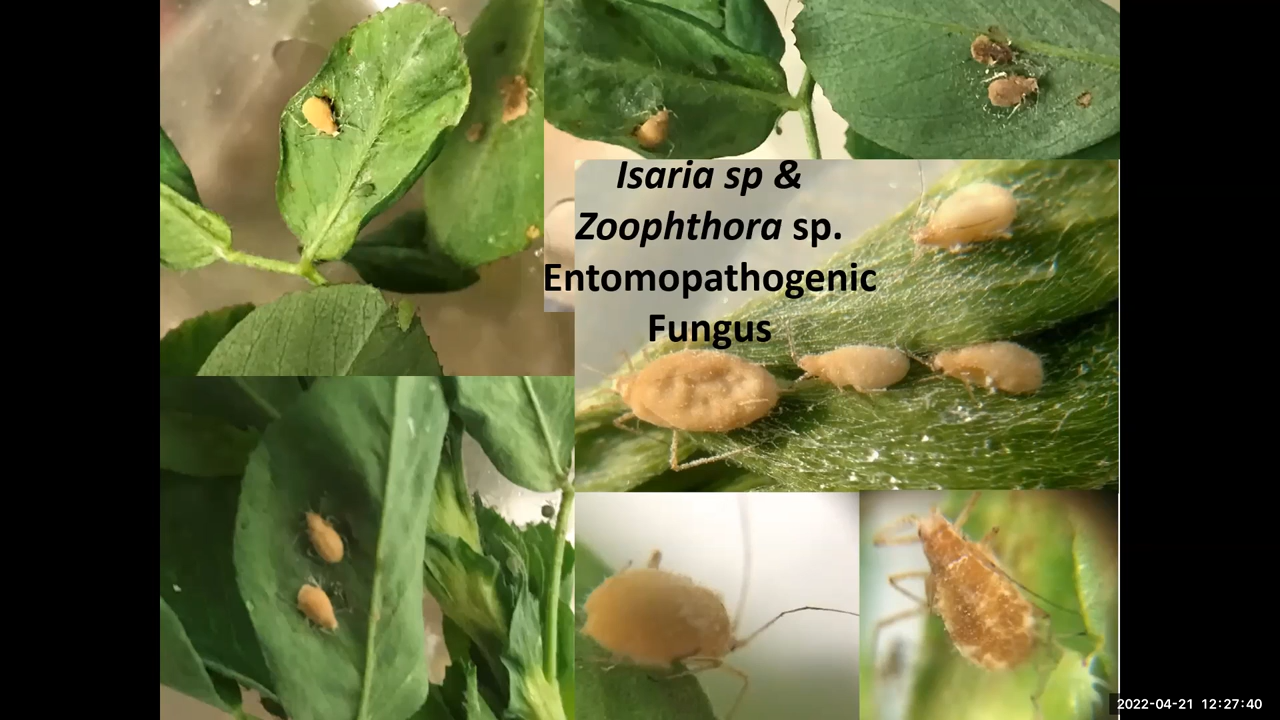 Isaria sp &
Zoophthora sp.
Entomopathogenic
Fungus
2022-04-21 12:27:40